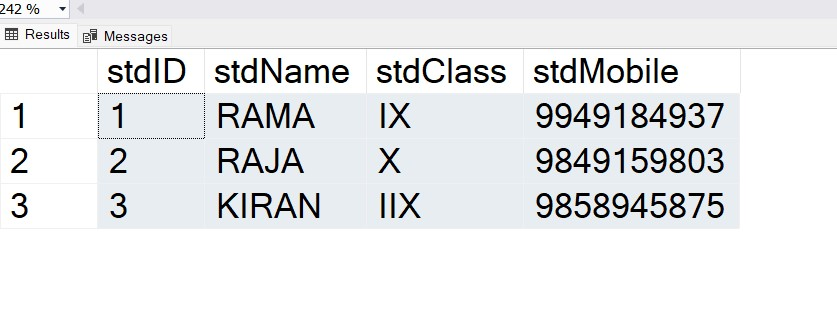 242 %
Results Messages
stdID stdName stdClass stdMobile
1 1 RAMA IX 9949184937
2 2 RAJA X 9849159803
3 3 KIRAN IIX 9858945875